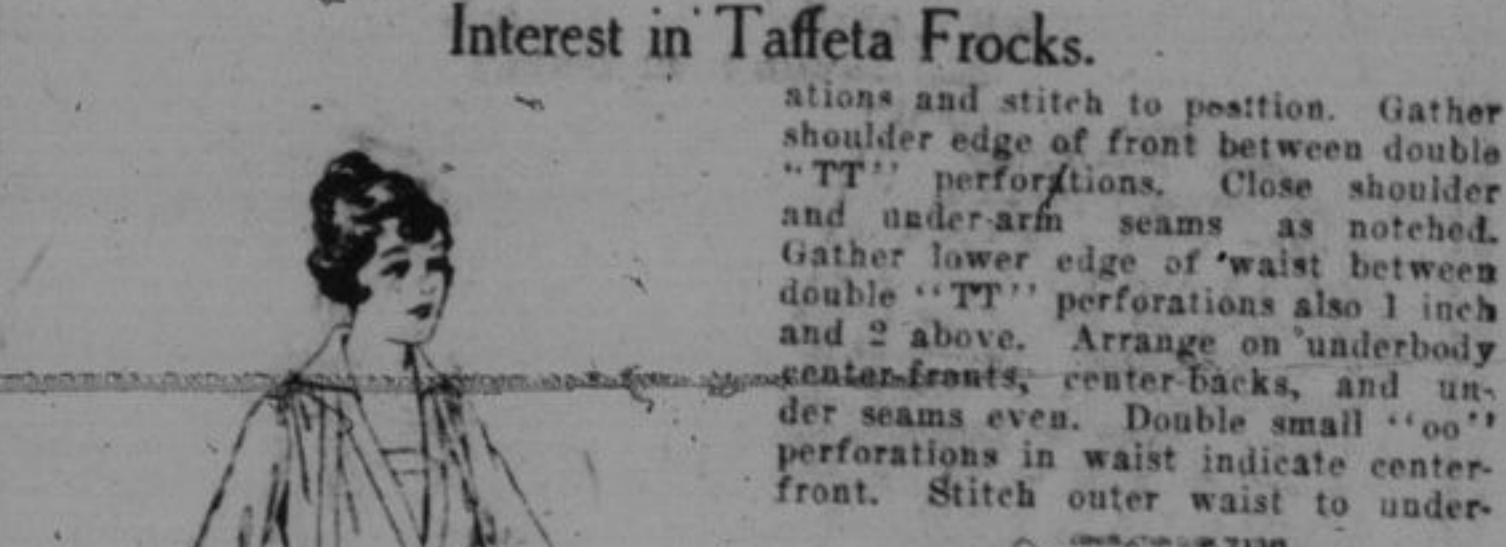 Interest in Taffeta Frocks.
ations and stitch to position. Gather
shoulder edge of front between double
"TT" perforations. Close shoulder
and under-arm seams as notched.
Gather lower edge of waist between
double "TT" perforations also 1 inch
and 2 above. Arrange on underbody
center-fronts, center-backs, and un-
der seams even. Double small "oo"
perforations in waist indicate center-
front. Stitch outer waist to under-